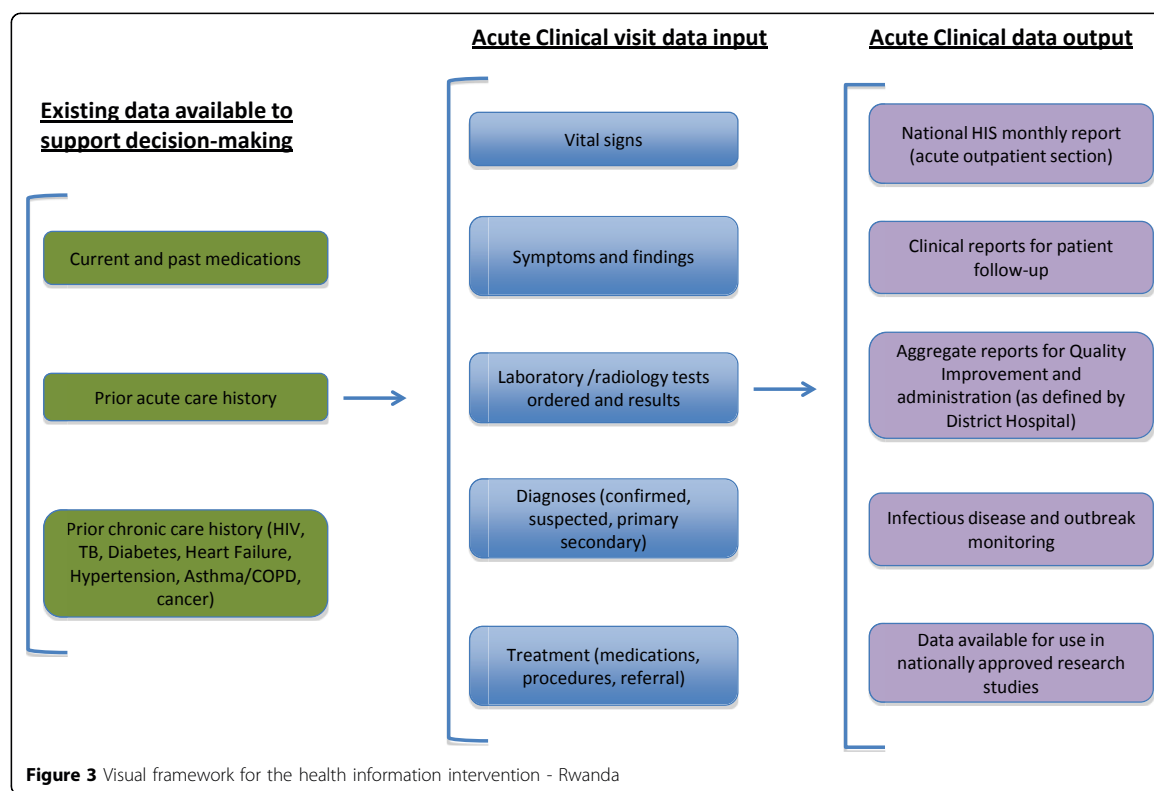 Existing data available to
support decision-making
Current and past medications
Prior acute care history
Prior chronic care history (HIV,
TB, Diabetes, Heart Failure,
Hypertension, Asthma/COPD,
cancer)
Acute Clinical visit data input
Vital signs
Symptoms and findings
Laboratory /radiology tests
ordered and results
Diagnoses (confirmed,
suspected, primary
secondary)
Treatment (medications,
procedures, referral)
Acute Clinical data output
National HIS monthly report
(acute outpatient section)
Clinical reports for patient
follow-up
Aggregate reports for Quality
Improvement and
administration (as defined by
District Hospital)
Infectious disease and outbreak
monitoring
Data available for use in
nationally approved research
studies
Figure 3 Visual framework for the health information intervention - Rwanda